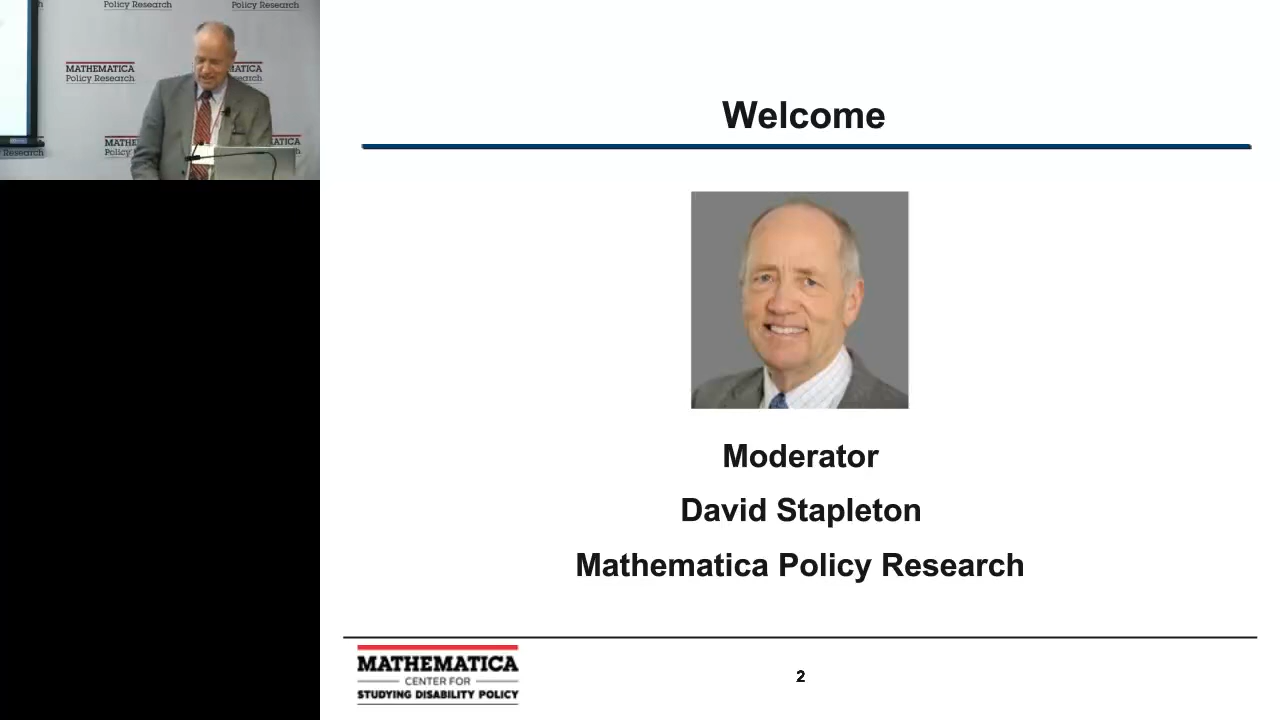 Policy Research
Policy Research
MATHEMATICA
Policy Research
Research
Welcome
Moderator
David Stapleton
Mathematica Policy Research
MATHEMATICA
CENTER FOR
STUDYING DISABILITY POLICY
2